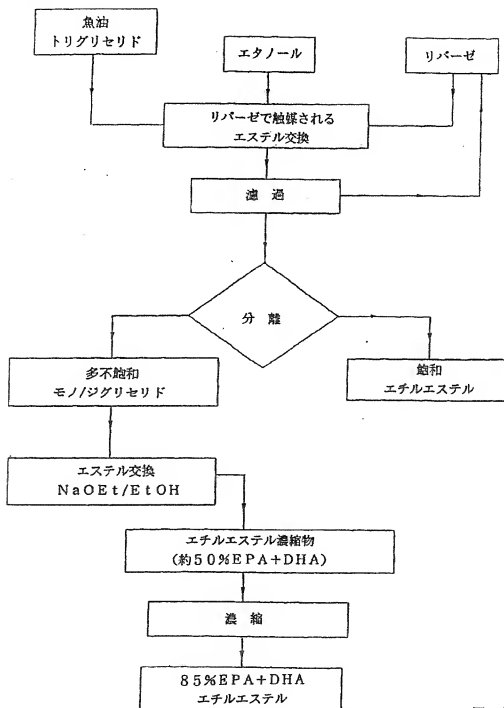 魚油
トリグリセリド
エタノール
リパーゼ
リパーゼで触媒される
エステル交換
濾過
分離
多不飽和
モノ/ジグリセリド
飽和
エチルエステル
エステル交換
NaOEt/EtOH
エチルエステル濃縮物
(約50%EPA+DHA)
濃縮
85%EPA+DHA
エチルエステル